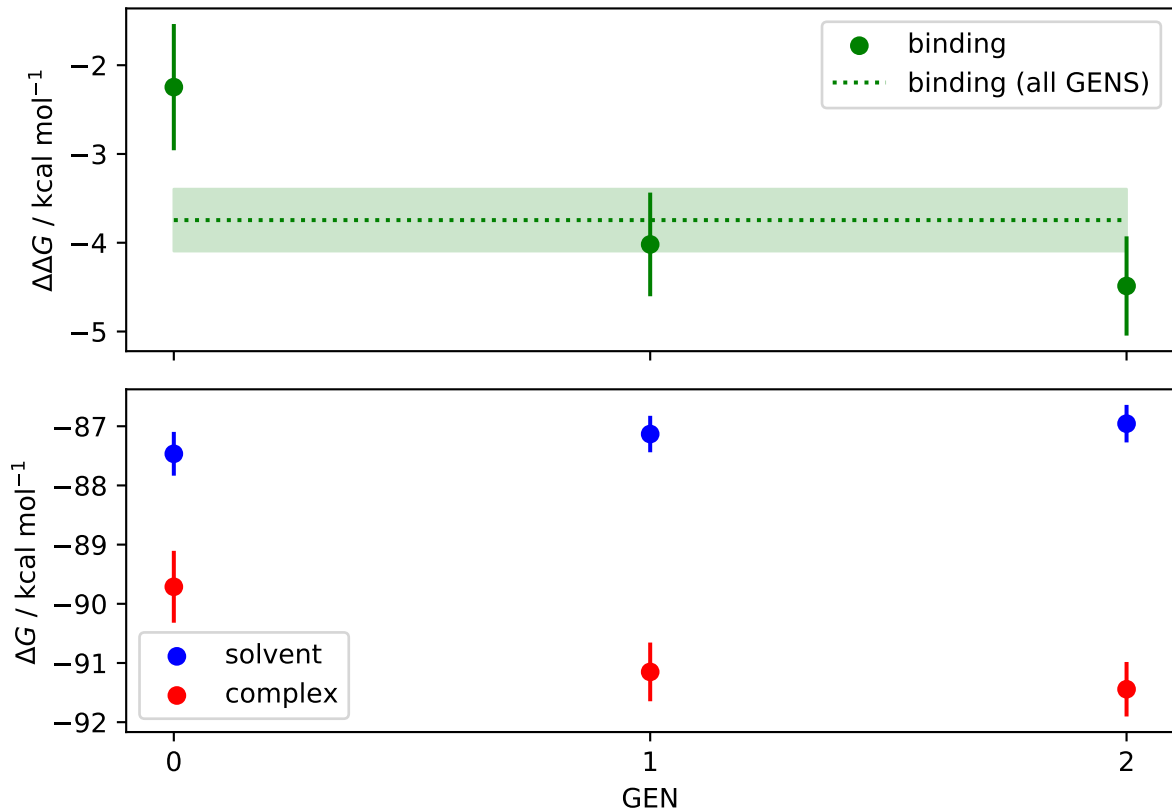 −2
−3
−4
−5
ΔΔG / kcal mol⁻¹
binding
binding (all GENS)
−87
−88
−89
−90
−91
−92
ΔG / kcal mol⁻¹
solvent
complex
0 1 2
GEN